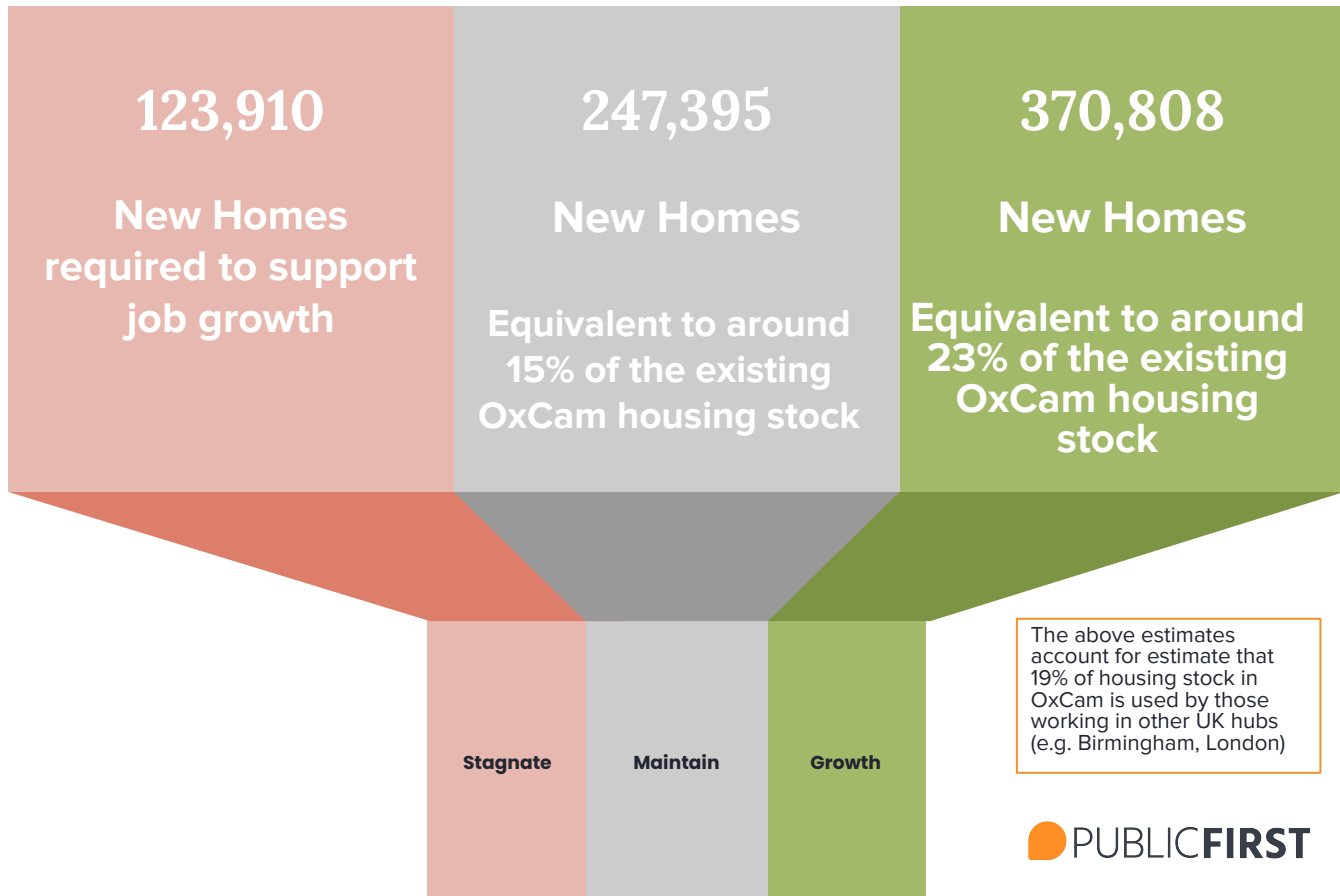 123,910
New Homes
required to support
job growth
247,395
New Homes
Equivalent to around
15% of the existing
OxCam housing stock
370,808
New Homes
Equivalent to around
23% of the existing
OxCam housing
stock
Stagnate
Maintain
Growth
The above estimates
account for estimate that
19% of housing stock in
OxCam is used by those
working in other UK hubs
(e.g. Birmingham, London)
PUBLICFIRST